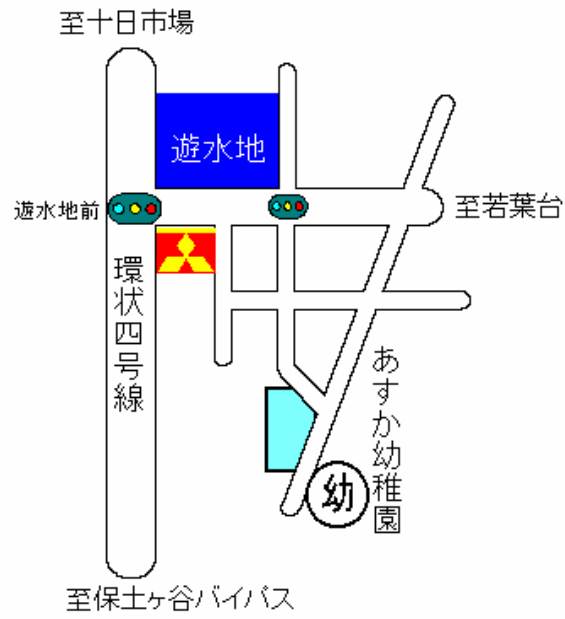 至十日市場
遊水地
遊水地前
至若葉台
環状四号線
あすか幼稚園
幼
至保土ヶ谷バイパス